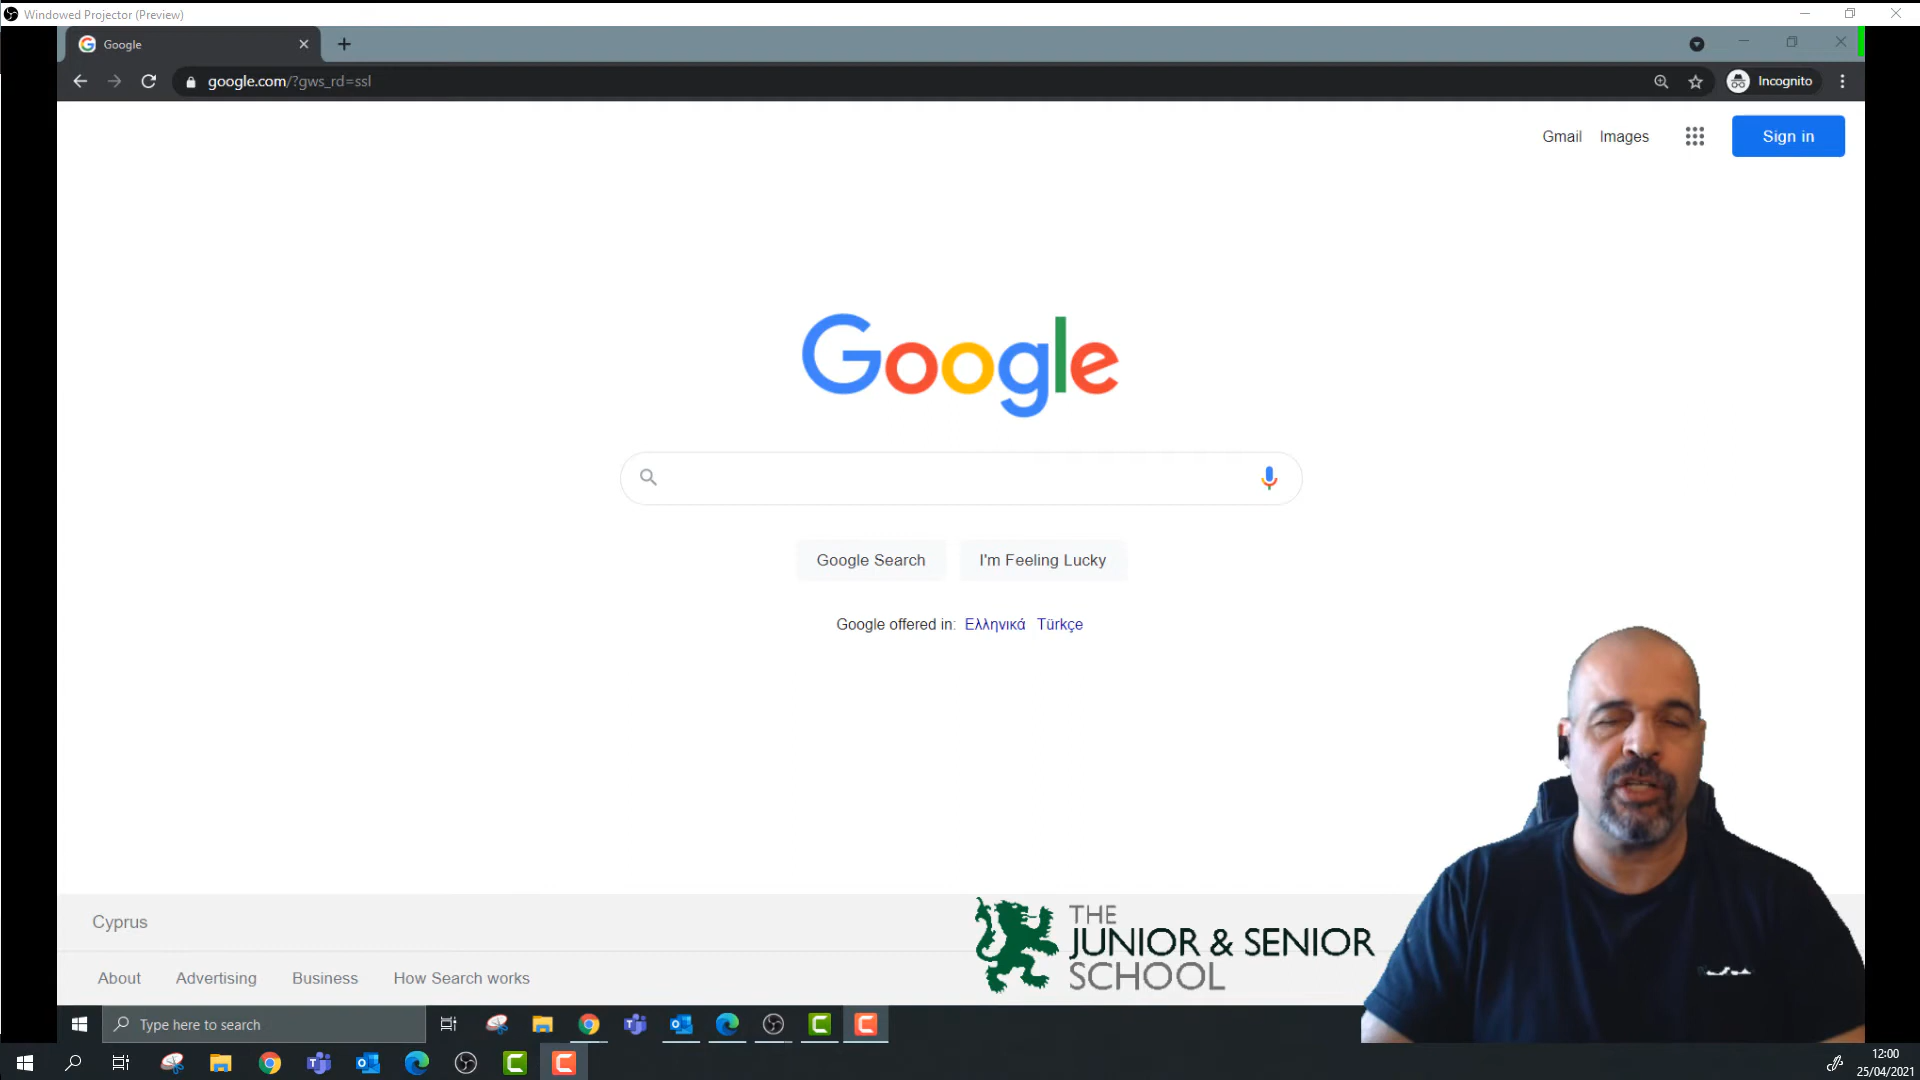 Windowed Projector (Preview)
Google
google.com/?gws_rd=ssl
Incognito
Gmail Images Sign in
Google
Google Search I'm Feeling Lucky
Google offered in: Ελληνικά Türkçe
Cyprus
THE
JUNIOR & SENIOR
SCHOOL
About Advertising Business How Search works
Type here to search
12:00
25/04/2021